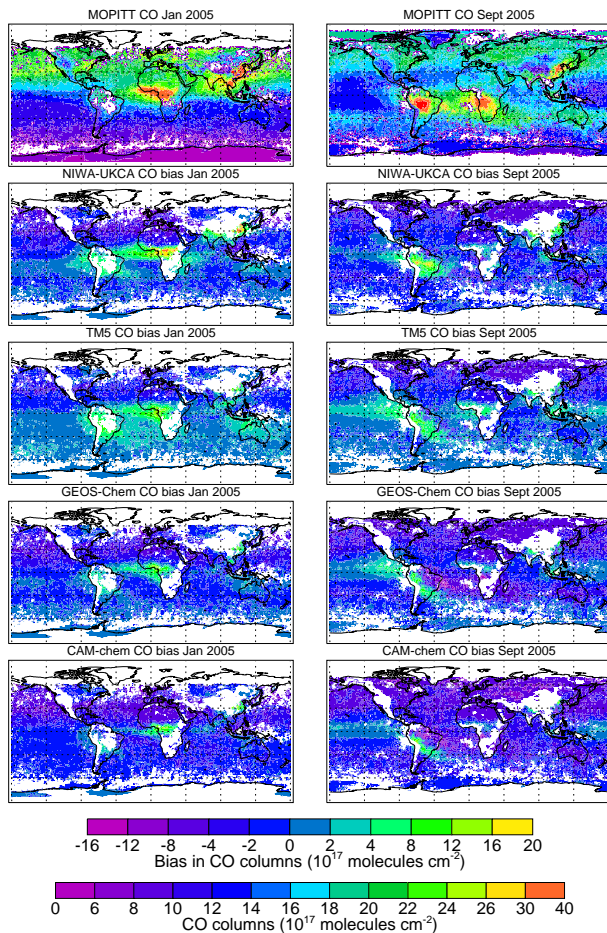 MOPITT CO Jan 2005
MOPITT CO Sept 2005
NIWA-UKCA CO bias Jan 2005
NIWA-UKCA CO bias Sept 2005
TM5 CO bias Jan 2005
TM5 CO bias Sept 2005
GEOS-Chem CO bias Jan 2005
GEOS-Chem CO bias Sept 2005
CAM-chem CO bias Jan 2005
CAM-chem CO bias Sept 2005
-16 -12 -8 -4 -2 0 2 4 8 12 16 20
Bias in CO columns (10^17 molecules cm^-2)
0 6 8 10 12 14 16 18 20 22 24 26 30 40
CO columns (10^17 molecules cm^-2)